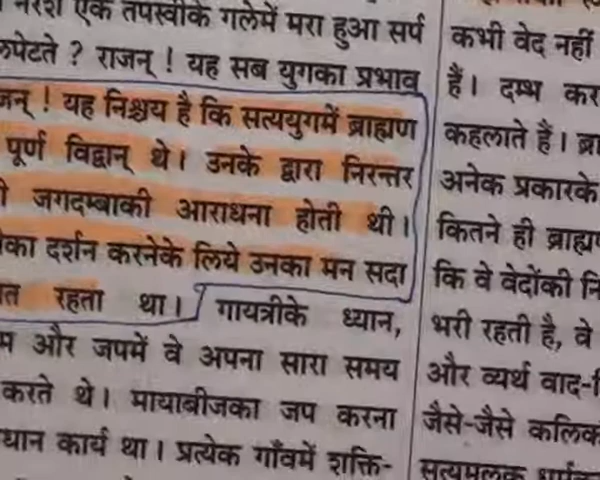 नरेश एक तपस्वीके गलेमें मरा हुआ सर्प
लपेटते ? राजन् ! यह सब युगका प्रभाव
यह निश्चय है कि सत्ययुगमें ब्राह्मण
पूर्ण विद्वान् थे। उनके द्वारा निरन्तर
जगदम्बाकी आराधना होती थी।
दर्शन करनेके लिये उनका मन सदा
रहता था। गायत्रीके ध्यान,
और जपमें वे अपना सारा समय
करते थे। मायाबीजका जप करना
कार्य था। प्रत्येक गाँवमें शक्ति-
कभी वेद नहीं
हैं। दम्भ कर
कहलाते हैं।
अनेक प्रकारके
कितने ही
कि वे वेदोंकी
भरी रहती है, वे
और व्यर्थ
जैसे-जैसे